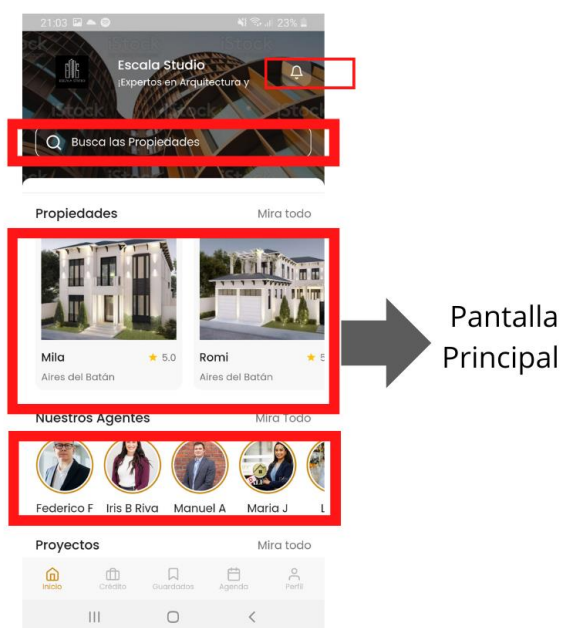 21:03
23%
Escala Studio
¡Expertos en Arquitectura y
iStock
Busca las Propiedades
Propiedades
Mira todo
Mila
5.0
Romi
5
Aires del Batán
Aires del Batán
Nuestros Agentes
Mira Todo
Federico F
Iris B Riva
Manuel A
Maria J
L
Proyectos
Mira todo
Inicio
Crédito
Guardados
Agenda
Perfil
Pantalla
Principal